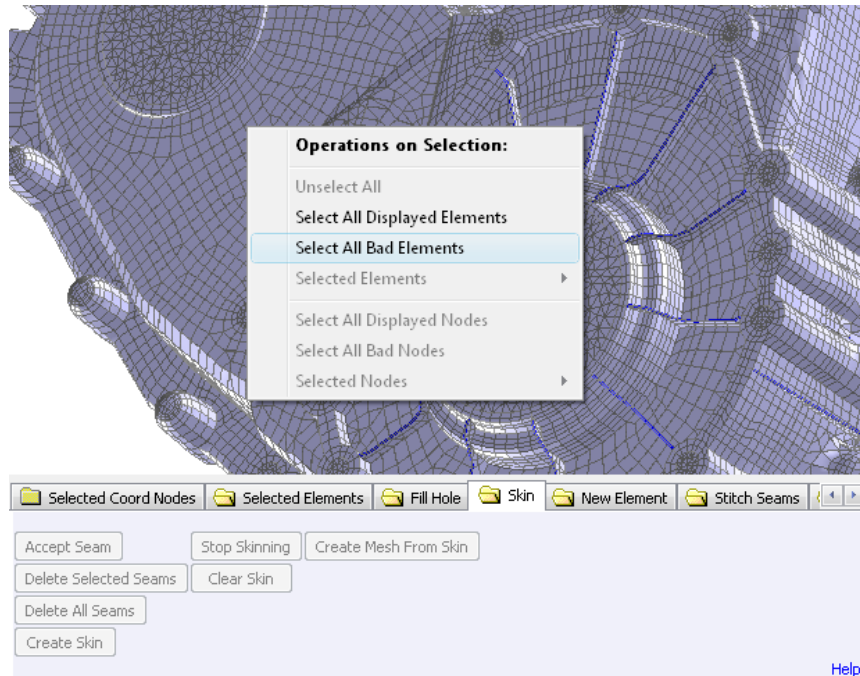 Operations on Selection:
Unselect All
Select All Displayed Elements
Select All Bad Elements
Selected Elements
Select All Displayed Nodes
Select All Bad Nodes
Selected Nodes
Selected Coord Nodes Selected Elements Fill Hole Skin New Element Stitch Seams
Accept Seam Stop Skinning Create Mesh From Skin
Delete Selected Seams Clear Skin
Delete All Seams
Create Skin
Help